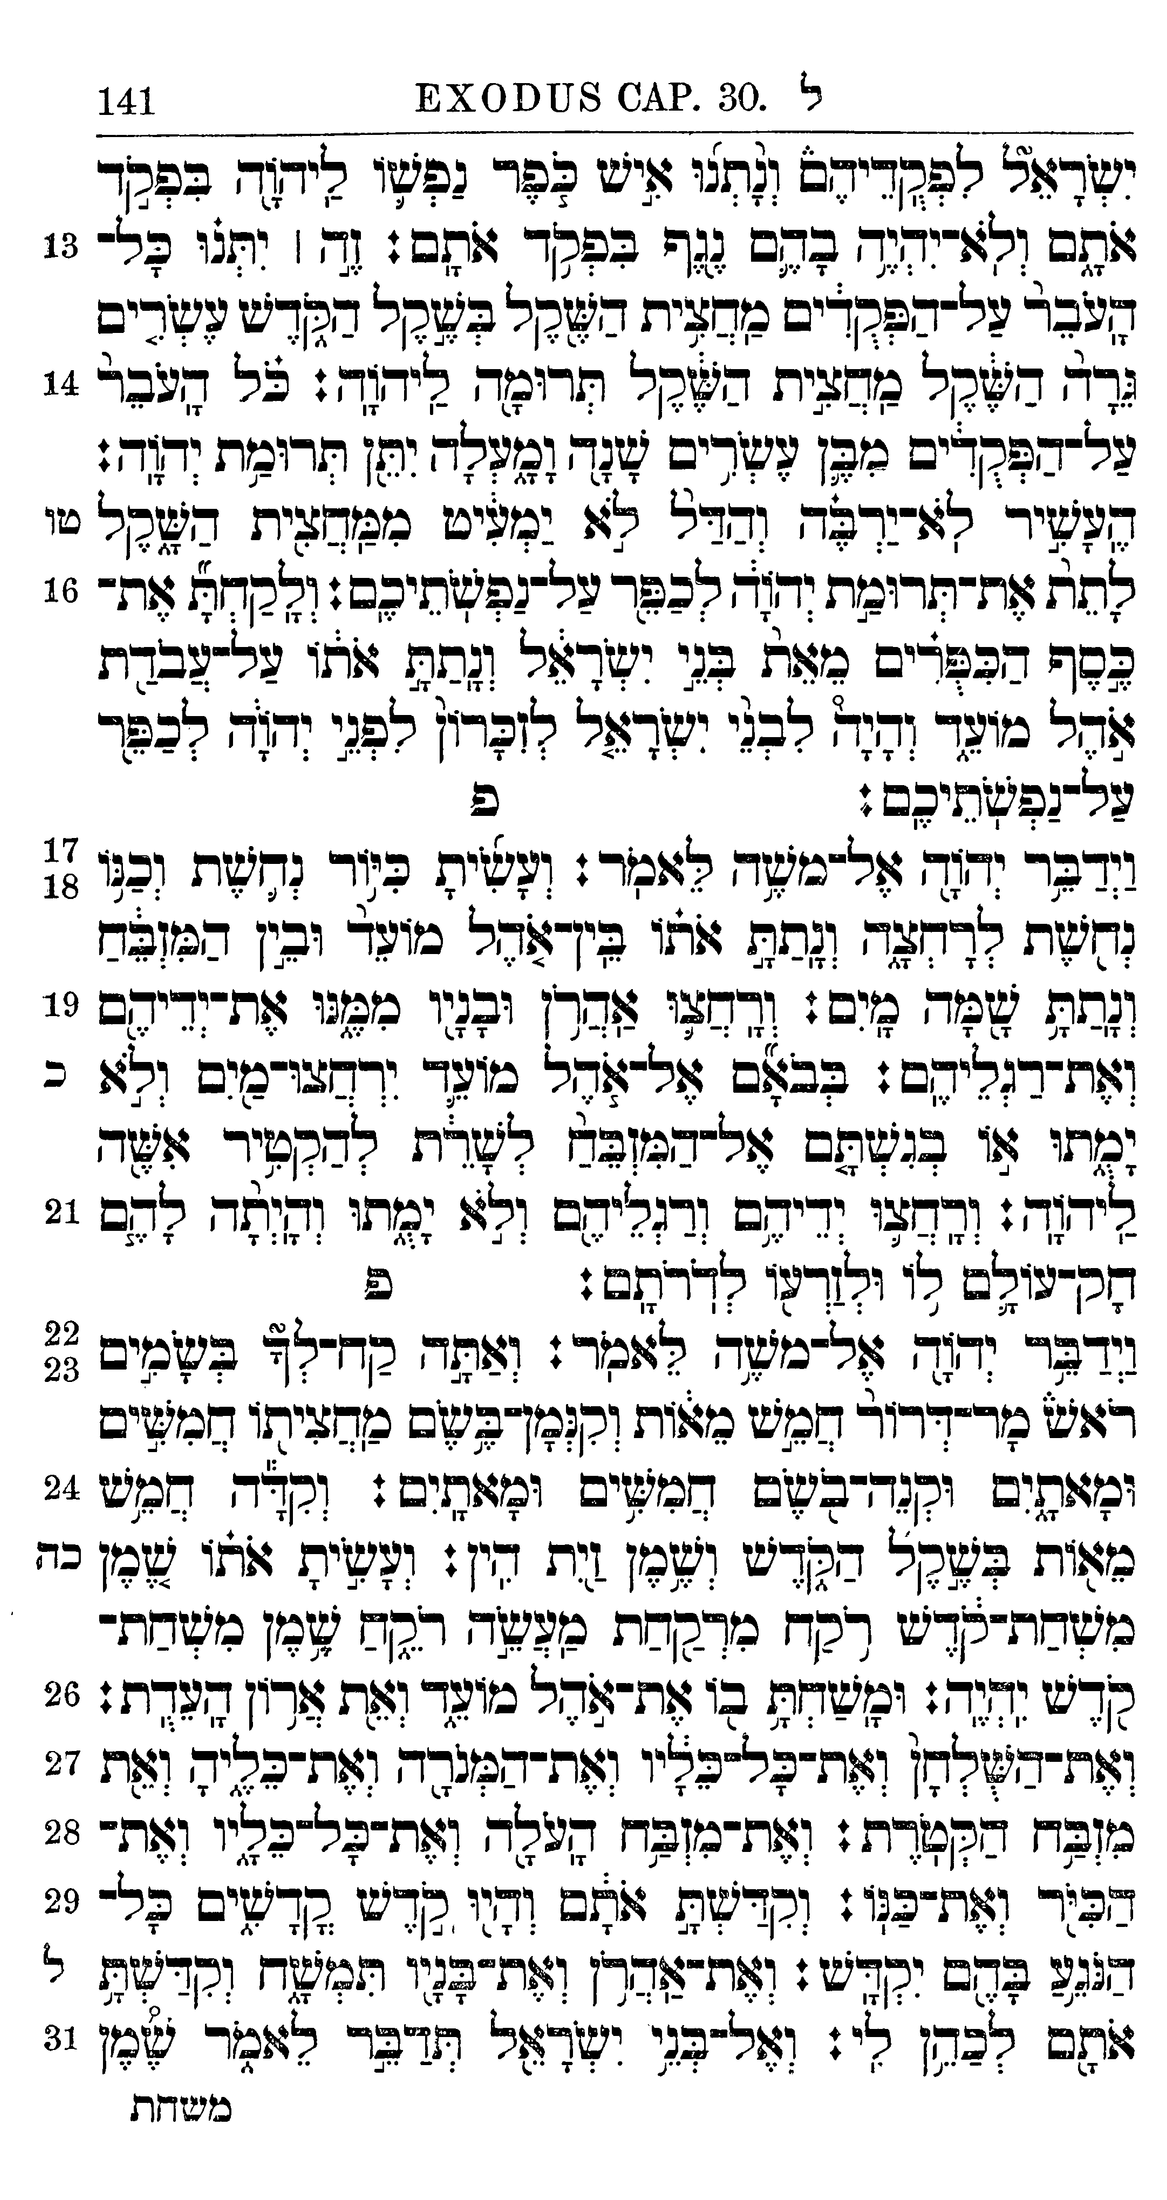 141 EXODUS CAP. 30. ל
יִשְׂרָאֵל֮ לִפְקֻדֵיהֶם֒ וְנָ֨תְנ֜וּ אִ֣ישׁ כֹּ֧פֶר נַפְשׁ֛וֹ לַיהוָֹ֖ה בִּפְקֹ֣ד
13 אֹתָ֑ם וְלֹא־יִהְיֶ֥ה בָהֶ֛ם נֶ֖גֶף בִּפְקֹ֥ד אֹתָֽם׃ זֶ֣ה ׀ יִתְּנ֗וּ כָּל־
הָעֹבֵר֙ עַל־הַפְּקֻדִ֔ים מַחֲצִ֥ית הַשֶּׁ֖קֶל בְּשֶׁ֣קֶל הַקֹּ֑דֶשׁ עֶשְׂרִ֤ים
14 גֵּרָה֙ הַשֶּׁ֔קֶל מַחֲצִ֣ית הַשֶּׁ֔קֶל תְּרוּמָ֖ה לַיהוָֹֽה׃ כֹּ֗ל הָעֹבֵר֙
עַל־הַפְּקֻדִ֔ים מִבֶּ֛ן עֶשְׂרִ֥ים שָׁנָ֖ה וָמָ֑עְלָה יִתֵּ֖ן תְּרוּמַ֥ת יְהוָֹֽה׃
טו הֶעָשִׁ֣יר לֹא־יַרְבֶּ֗ה וְהַדַּל֙ לֹ֣א יַמְעִ֔יט מִמַּחֲצִ֖ית הַשָּׁ֑קֶל
16 לָתֵת֙ אֶת־תְּרוּמַ֣ת יְהוָֹ֔ה לְכַפֵּ֖ר עַל־נַפְשֹׁתֵיכֶֽם׃ וְלָקַחְתָּ֞ אֶת־
כֶּ֣סֶף הַכִּפֻּרִ֗ים מֵאֵת֙ בְּנֵ֣י יִשְׂרָאֵ֔ל וְנָתַתָּ֣ אֹת֔וֹ עַל־עֲבֹדַ֖ת
אֹ֣הֶל מוֹעֵ֑ד וְהָיָה֩ לִבְנֵ֨י יִשְׂרָאֵ֤ל לְזִכָּרוֹן֙ לִפְנֵ֣י יְהוָֹ֔ה לְכַפֵּ֖ר
עַל־נַפְשֹׁתֵיכֶֽם׃ פ
17 וַיְדַבֵּ֥ר יְהוָֹ֖ה אֶל־מֹשֶׁ֥ה לֵּאמֹֽר׃ 18 וְעָשִׂ֜יתָ כִּיּ֥וֹר נְחֹ֛שֶׁת וְכַנּ֥וֹ
נְחֹ֖שֶׁת לְרָחְצָ֑ה וְנָתַתָּ֣ אֹת֗וֹ בֵּין־אֹ֤הֶל מוֹעֵד֙ וּבֵ֣ין הַמִּזְבֵּ֔חַ
19 וְנָתַתָּ֥ שָׁ֖מָּה מָֽיִם׃ וְרָחֲצ֛וּ אַהֲרֹ֥ן וּבָנָ֖יו מִמֶּ֑נּוּ אֶת־יְדֵיהֶ֖ם
כ וְאֶת־רַגְלֵיהֶֽם׃ בְּבֹאָ֞ם אֶל־אֹ֧הֶל מוֹעֵ֛ד יִרְחֲצוּ־מַ֖יִם וְלֹ֣א
יָמֻ֑תוּ א֣וֹ בְגִשְׁתָּ֤ם אֶל־הַמִּזְבֵּ֙חַ֙ לְשָׁרֵ֔ת לְהַקְטִ֥יר אִשֶּׁ֖ה
21 לַיהוָֹֽה׃ וְרָחֲצ֛וּ יְדֵיהֶ֥ם וְרַגְלֵיהֶ֖ם וְלֹ֣א יָמֻ֑תוּ וְהָיְתָ֨ה לָהֶ֧ם
חָק־עוֹלָ֛ם ל֥וֹ וּלְזַרְע֖וֹ לְדֹרֹתָֽם׃ פ
22 וַיְדַבֵּ֥ר יְהוָֹ֖ה אֶל־מֹשֶׁ֥ה לֵּאמֹֽר׃ 23 וְאַתָּ֣ה קַח־לְךָ֮ בְּשָׂמִ֣ים
רֹאשׁ֒ מָר־דְּרוֹר֙ חֲמֵ֣שׁ מֵא֔וֹת וְקִנְּמָן־בֶּ֥שֶׂם מַחֲצִית֖וֹ חֲמִשִּׁ֣ים
24 וּמָאתָ֑יִם וּקְנֵה־בֹ֖שֶׂם חֲמִשִּׁ֥ים וּמָאתָֽיִם׃ וְקִדָּ֕ה חֲמֵ֥שׁ
כה מֵא֖וֹת בְּשֶׁ֣קֶל הַקֹּ֑דֶשׁ וְשֶׁ֥מֶן זַ֖יִת הִֽין׃ וְעָשִׂ֣יתָ אֹת֗וֹ שֶׁ֤מֶן
מִשְׁחַת־קֹ֔דֶשׁ רֹ֥קַח מִרְקַ֖חַת מַעֲשֵׂ֣ה רֹקֵ֑חַ שֶׁ֥מֶן מִשְׁחַת־
26 קֹ֖דֶשׁ יִהְיֶֽה׃ וּמָשַׁחְתָּ֥ ב֖וֹ אֶת־אֹ֣הֶל מוֹעֵ֑ד וְאֵ֖ת אֲר֥וֹן הָעֵדֻֽת׃
27 וְאֶת־הַשֻּׁלְחָן֙ וְאֶת־כָּל־כֵּלָ֔יו וְאֶת־הַמְּנֹרָ֖ה וְאֶת־כֵּלֶ֑יהָ וְאֵ֖ת
28 מִזְבַּ֥ח הַקְּטֹֽרֶת׃ וְאֶת־מִזְבַּ֥ח הָעֹלָ֖ה וְאֶת־כָּל־כֵּלָ֑יו וְאֶת־
29 הַכִּיֹּ֖ר וְאֶת־כַּנּֽוֹ׃ וְקִדַּשְׁתָּ֣ אֹתָ֔ם וְהָי֖וּ קֹ֣דֶשׁ קָדָשִׁ֑ים כָּל־
ל הַנֹּגֵ֥עַ בָּהֶ֖ם יִקְדָּֽשׁ׃ וְאֶת־אַהֲרֹ֥ן וְאֶת־בָּנָ֖יו תִּמְשָׁ֑ח וְקִדַּשְׁתָּ֥
31 אֹתָ֖ם לְכַהֵ֥ן לִֽי׃ וְאֶל־בְּנֵ֥י יִשְׂרָאֵ֖ל תְּדַבֵּ֣ר לֵאמֹ֑ר שֶׁ֠מֶן
משחת